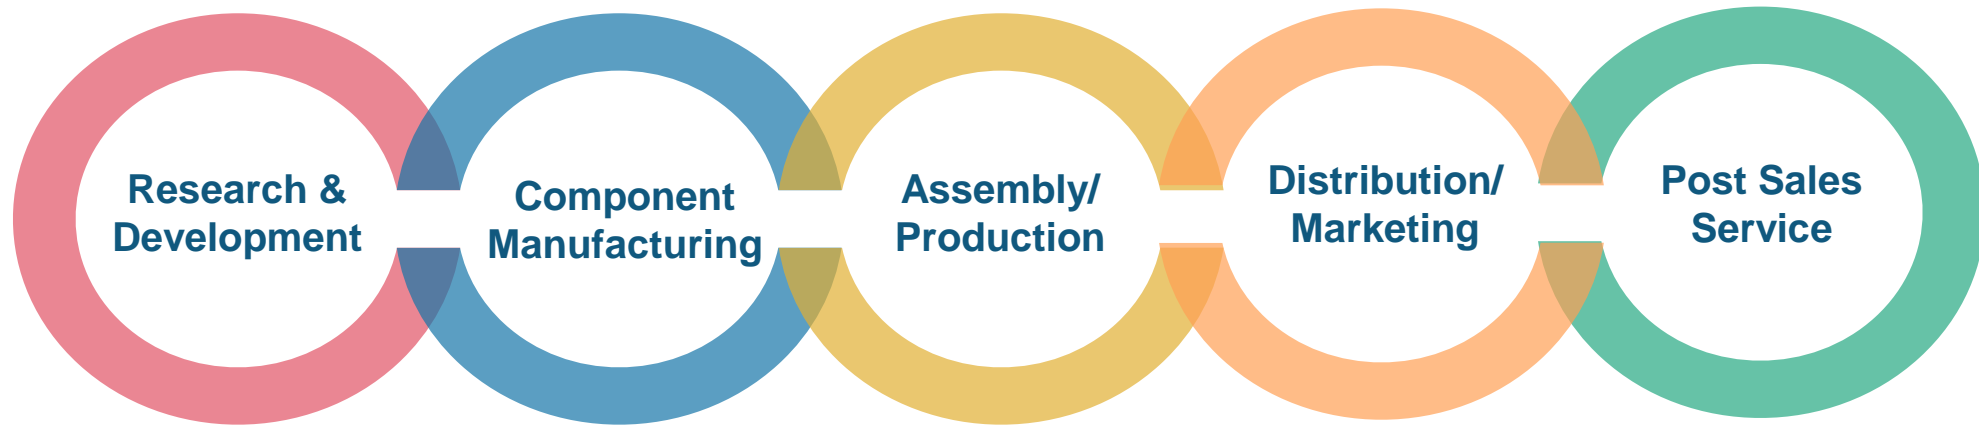 Research &
Development
Component
Manufacturing
Assembly/
Production
Distribution/
Marketing
Post Sales
Service